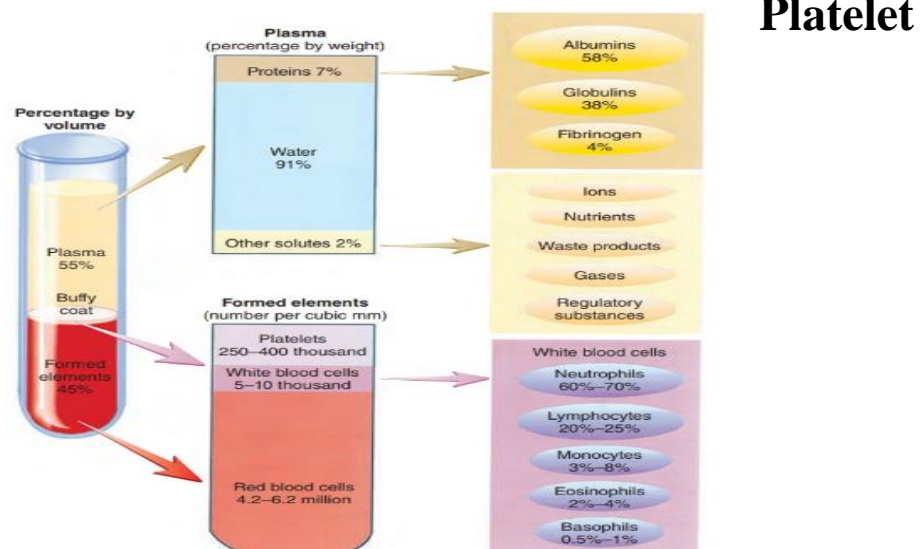 Platelet
Percentage by
volume
Plasma
55%
Buffy
coat
Formed
elements
45%
Plasma
(percentage by weight)
Proteins 7%
Water
91%
Other solutes 2%
Albumins
58%
Globulins
38%
Fibrinogen
4%
Ions
Nutrients
Waste products
Gases
Regulatory
substances
Formed elements
(number per cubic mm)
Platelets
250–400 thousand
White blood cells
5–10 thousand
Red blood cells
4.2–6.2 million
White blood cells
Neutrophils
60%–70%
Lymphocytes
20%–25%
Monocytes
3%–8%
Eosinophils
2%–4%
Basophils
0.5%–1%